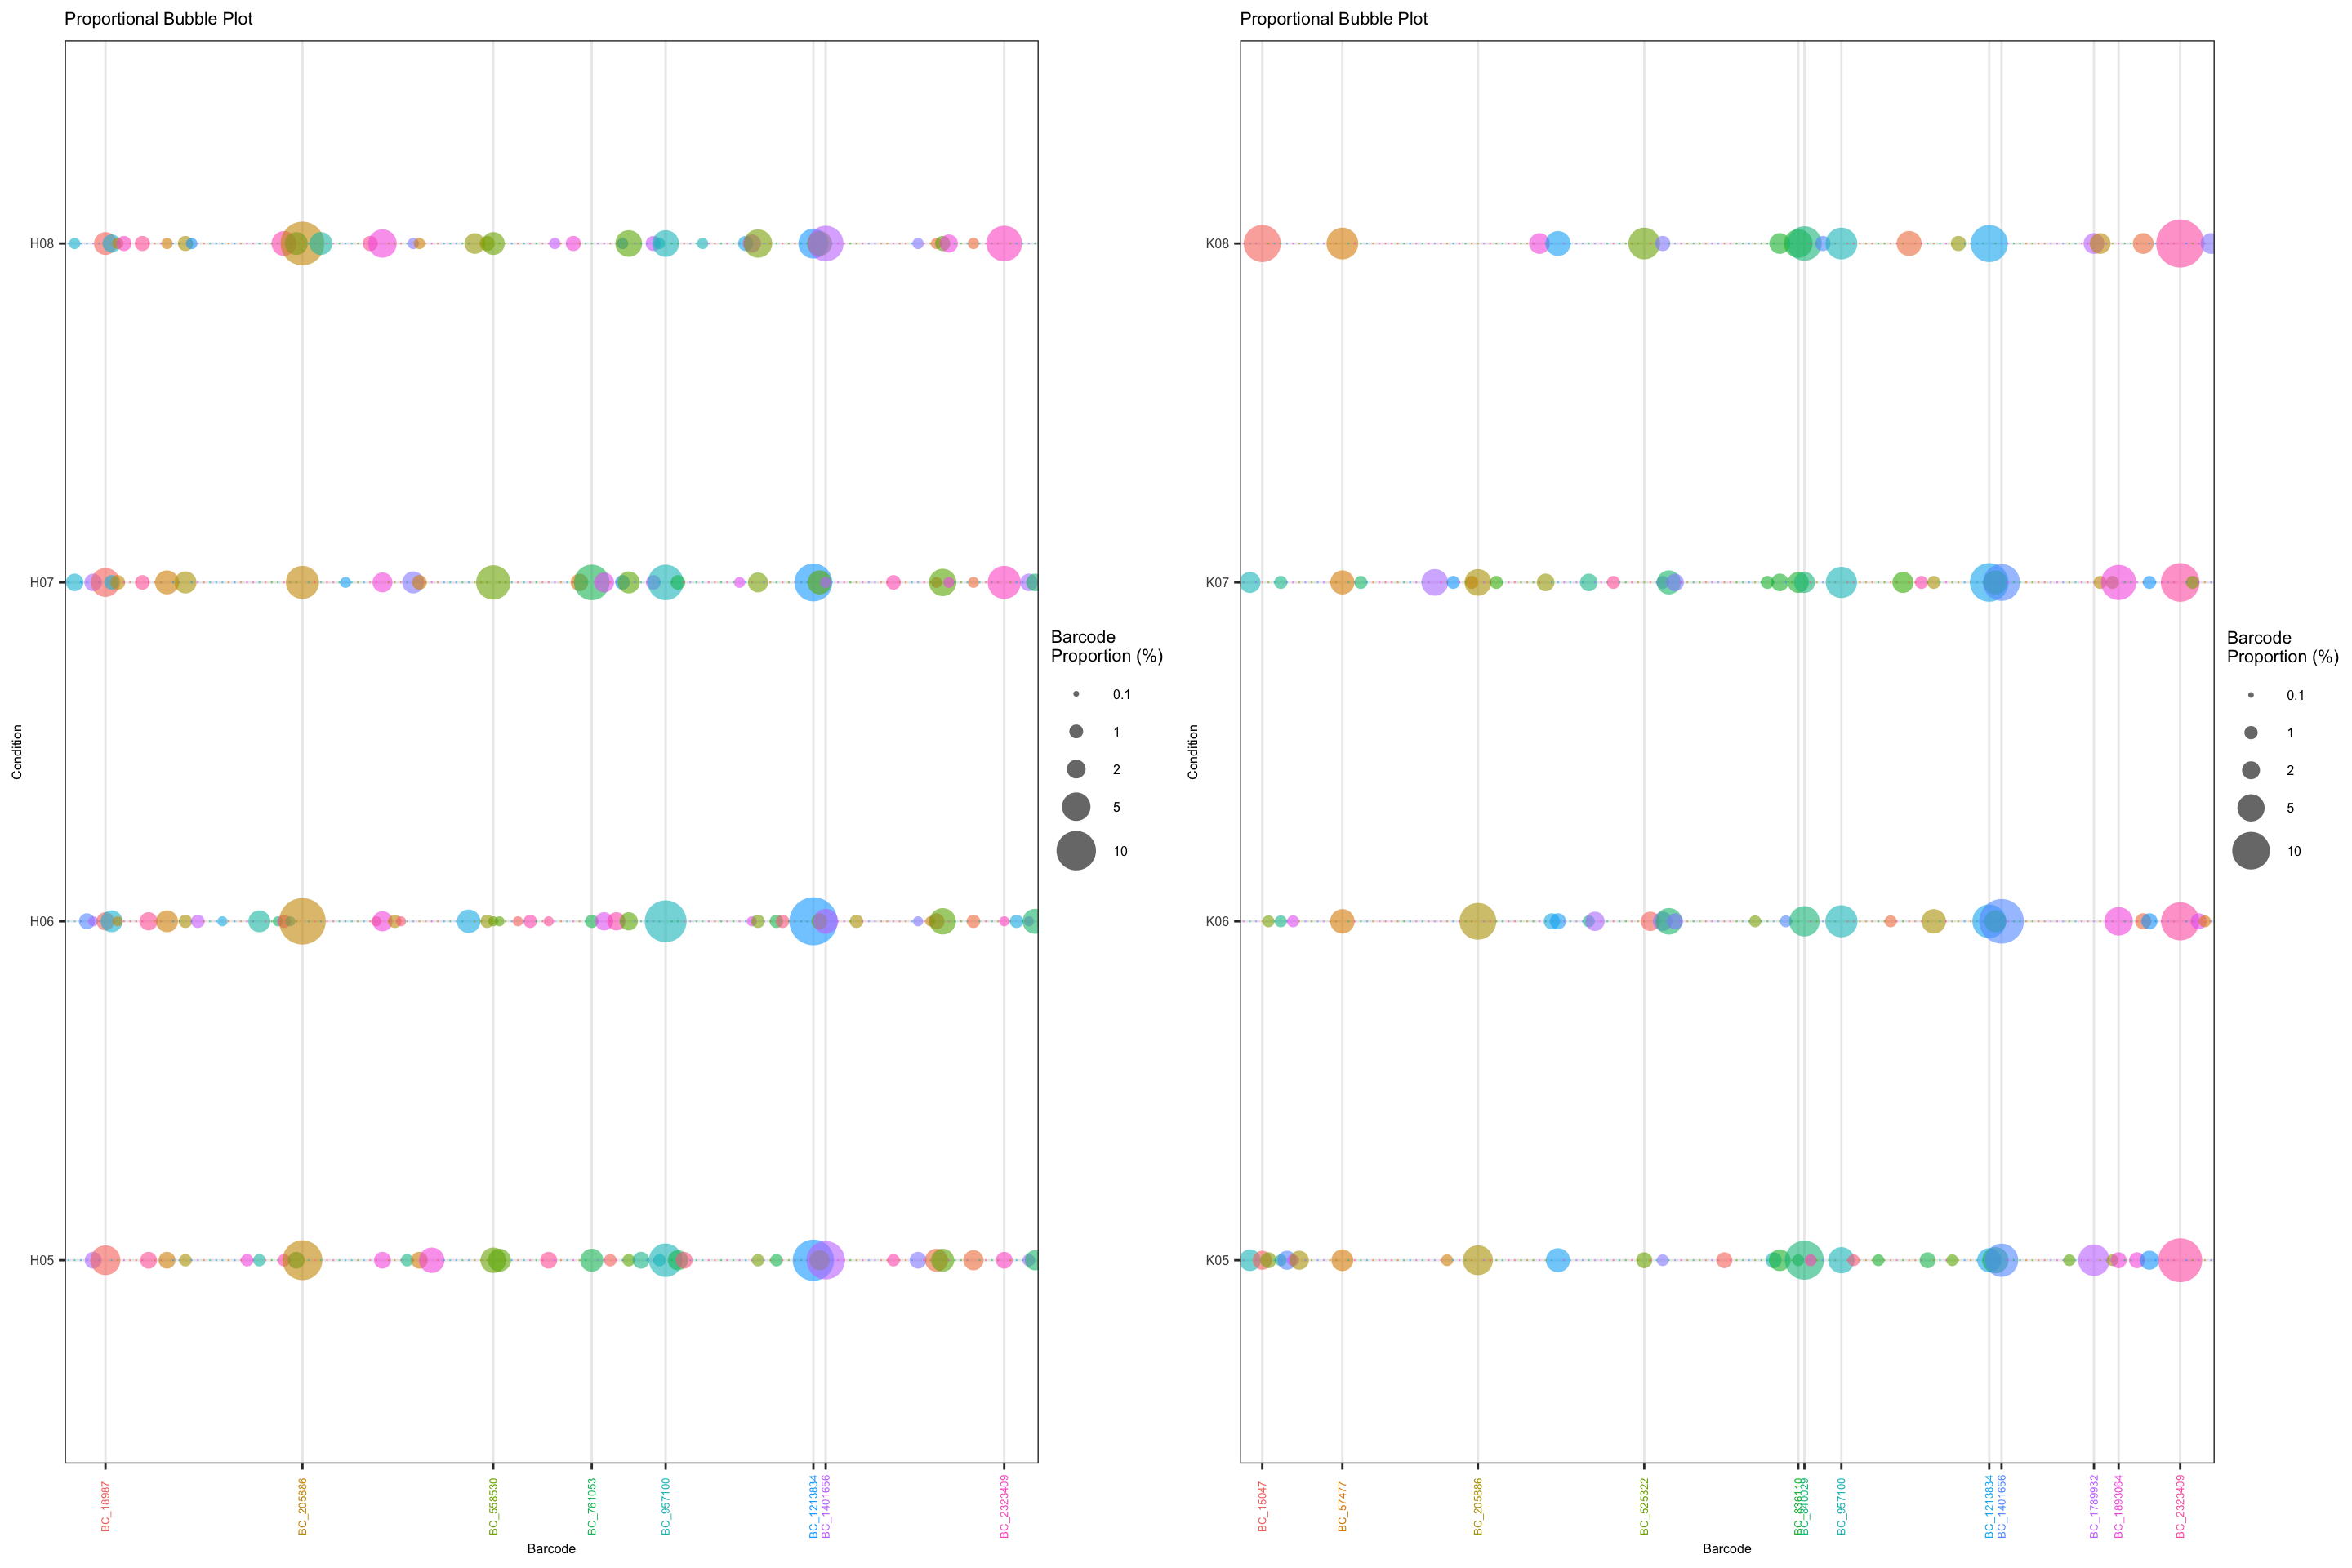 Proportional Bubble Plot
H08
H07
H06
H05
Condition
BC_18987
BC_205886
BC_558530
BC_761053
BC_957100
BC_1213834
BC_1401656
BC_2323409
Barcode
Barcode
Proportion (%)
0.1
1
2
5
10
Proportional Bubble Plot
K08
K07
K06
K05
Condition
BC_15047
BC_57477
BC_205886
BC_525322
BC_957100
BC_1213834
BC_1401656
BC_1789932
BC_1893064
BC_2323409
Barcode
Barcode
Proportion (%)
0.1
1
2
5
10